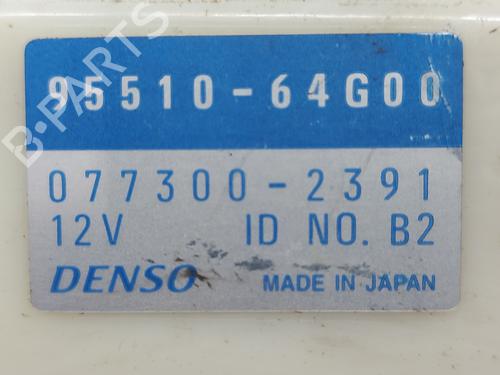 B-PARTS
95510-64G00
077300-2391
12V ID NO. B2
DENSO MADE IN JAPAN